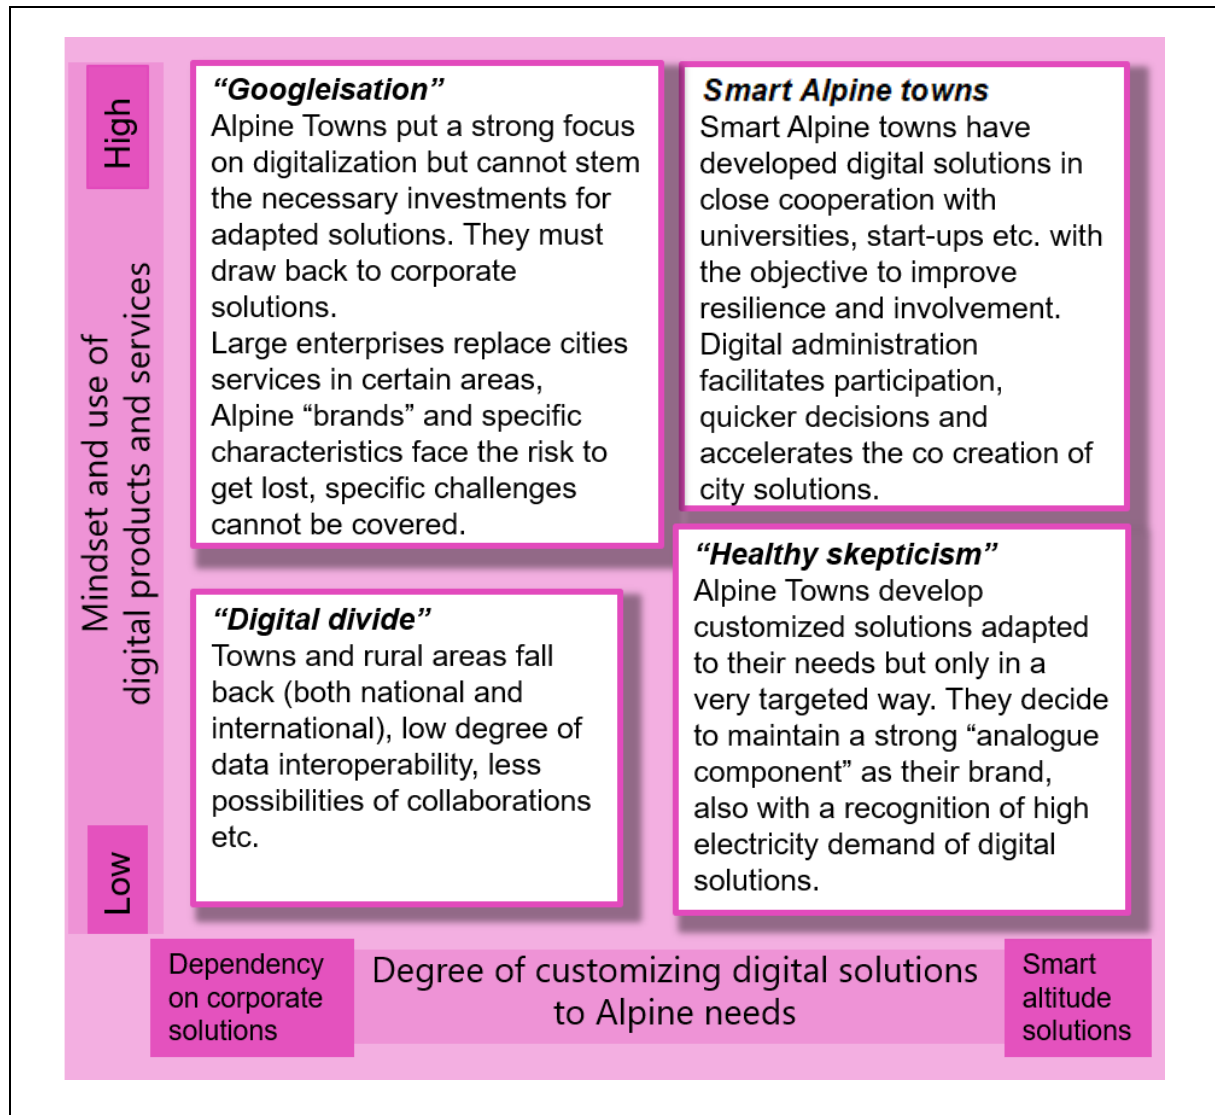 High
Mindset and use of
digital products and services
Low
“Googleisation”
Alpine Towns put a strong focus
on digitalization but cannot stem
the necessary investments for
adapted solutions. They must
draw back to corporate
solutions.
Large enterprises replace cities
services in certain areas,
Alpine “brands” and specific
characteristics face the risk to
get lost, specific challenges
cannot be covered.
Smart Alpine towns
Smart Alpine towns have
developed digital solutions in
close cooperation with
universities, start-ups etc. with
the objective to improve
resilience and involvement.
Digital administration
facilitates participation,
quicker decisions and
accelerates the co creation of
city solutions.
“Digital divide”
Towns and rural areas fall
back (both national and
international), low degree of
data interoperability, less
possibilities of collaborations
etc.
“Healthy skepticism”
Alpine Towns develop
customized solutions adapted
to their needs but only in a
very targeted way. They decide
to maintain a strong “analogue
component” as their brand,
also with a recognition of high
electricity demand of digital
solutions.
Dependency
on corporate
solutions
Degree of customizing digital solutions
to Alpine needs
Smart
altitude
solutions